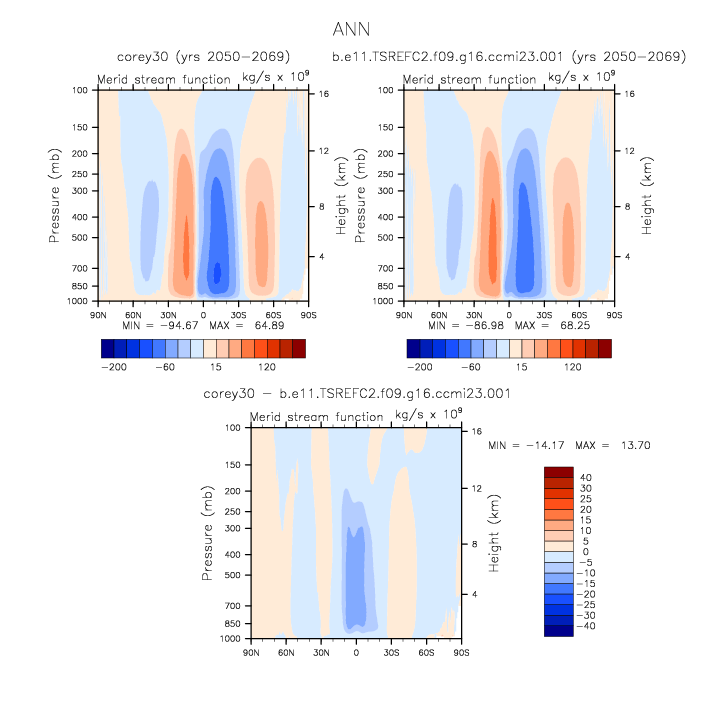 ANN
corey30 (yrs 2050-2069)
b.e11.TSREFC2.f09.g16.ccmi23.001 (yrs 2050-2069)
Merid stream function kg/s x 10⁹
Merid stream function kg/s x 10⁹
100 150 200 250 300 400 500 700 850 1000
Pressure (mb)
16 12 8 4
Height (km)
100 150 200 250 300 400 500 700 850 1000
Pressure (mb)
16 12 8 4
Height (km)
90N 60N 30N 0 30S 60S 90S
90N 60N 30N 0 30S 60S 90S
MIN = -94.67 MAX = 64.89
MIN = -86.98 MAX = 68.25
-200 -60 15 120
-200 -60 15 120
corey30 - b.e11.TSREFC2.f09.g16.ccmi23.001
Merid stream function kg/s x 10⁹
100 150 200 250 300 400 500 700 850 1000
Pressure (mb)
16 12 8 4
Height (km)
90N 60N 30N 0 30S 60S 90S
MIN = -14.17 MAX = 13.70
40
30
25
20
15
10
5
0
-5
-10
-15
-20
-25
-30
-40